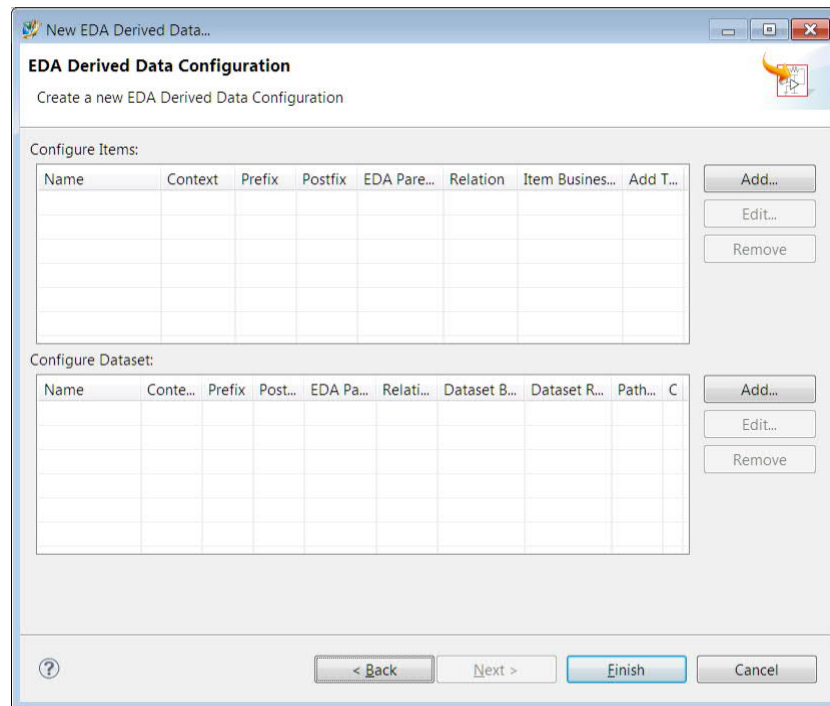 New EDA Derived Data...
EDA Derived Data Configuration
Create a new EDA Derived Data Configuration
Configure Items:
Name Context Prefix Postfix EDA Pare... Relation Item Busines... Add T...
Add...
Edit...
Remove
Configure Dataset:
Name Conte... Prefix Post... EDA Pa... Relati... Dataset B... Dataset R... Path... C
Add...
Edit...
Remove
? < Back Next > Finish Cancel